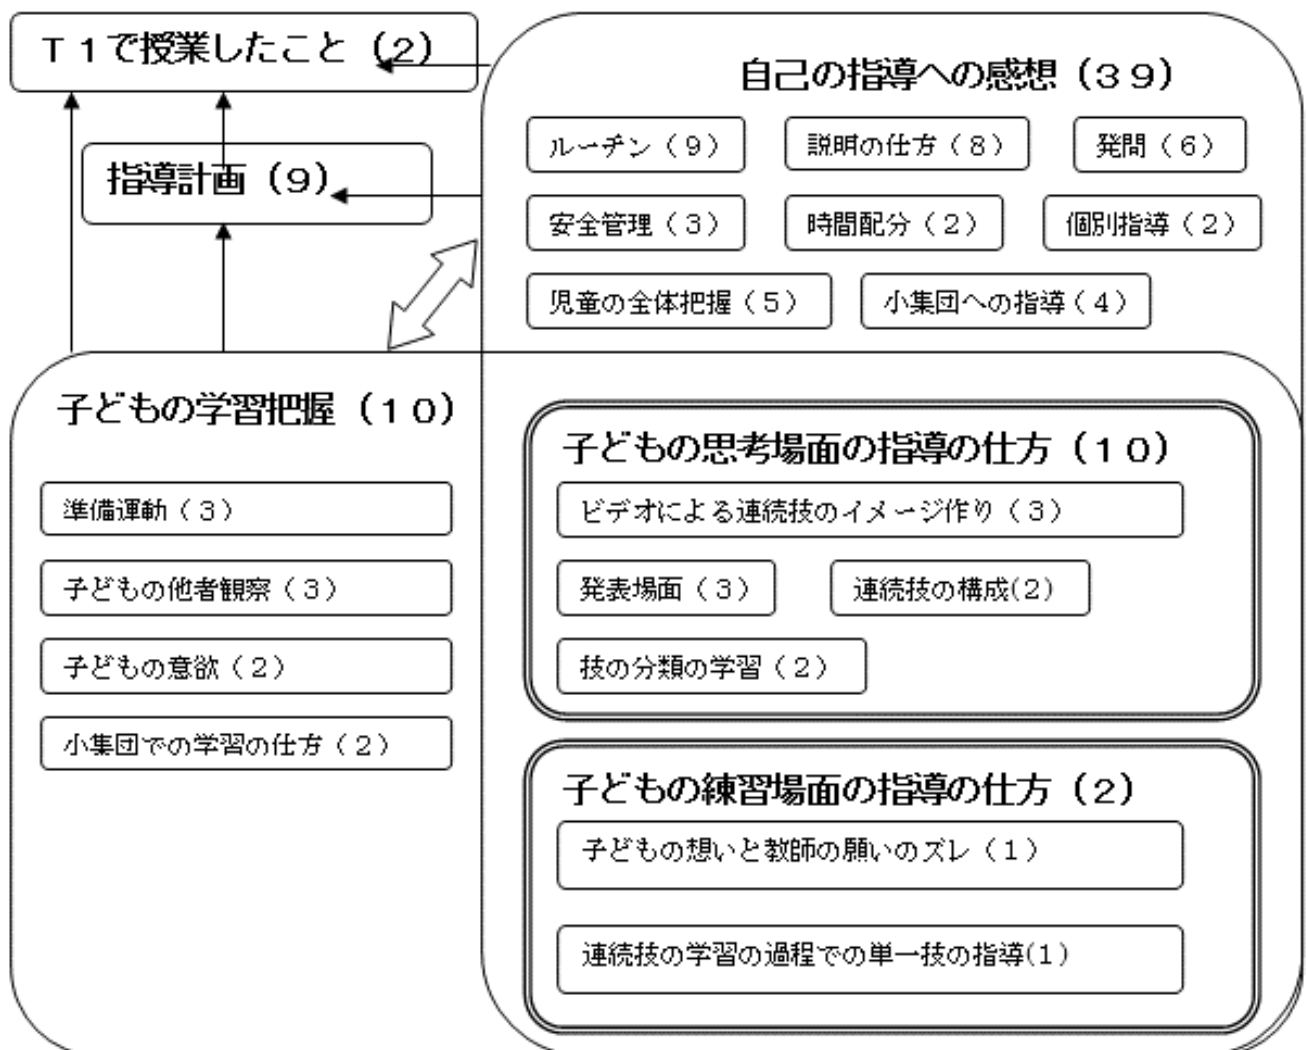 T1で授業したこと(2)
指導計画(9)
自己の指導への感想(39)
ルーチン(9)
説明の仕方(8)
発問(6)
安全管理(3)
時間配分(2)
個別指導(2)
児童の全体把握(5)
小集団への指導(4)
子どもの学習把握(10)
準備運動(3)
子どもの他者観察(3)
子どもの意欲(2)
小集団での学習の仕方(2)
子どもの思考場面の指導の仕方(10)
ビデオによる連続技のイメージ作り(3)
発表場面(3)
連続技の構成(2)
技の分類の学習(2)
子どもの練習場面の指導の仕方(2)
子どもの想いと教師の願いのズレ(1)
連続技の学習の過程での単一技の指導(1)